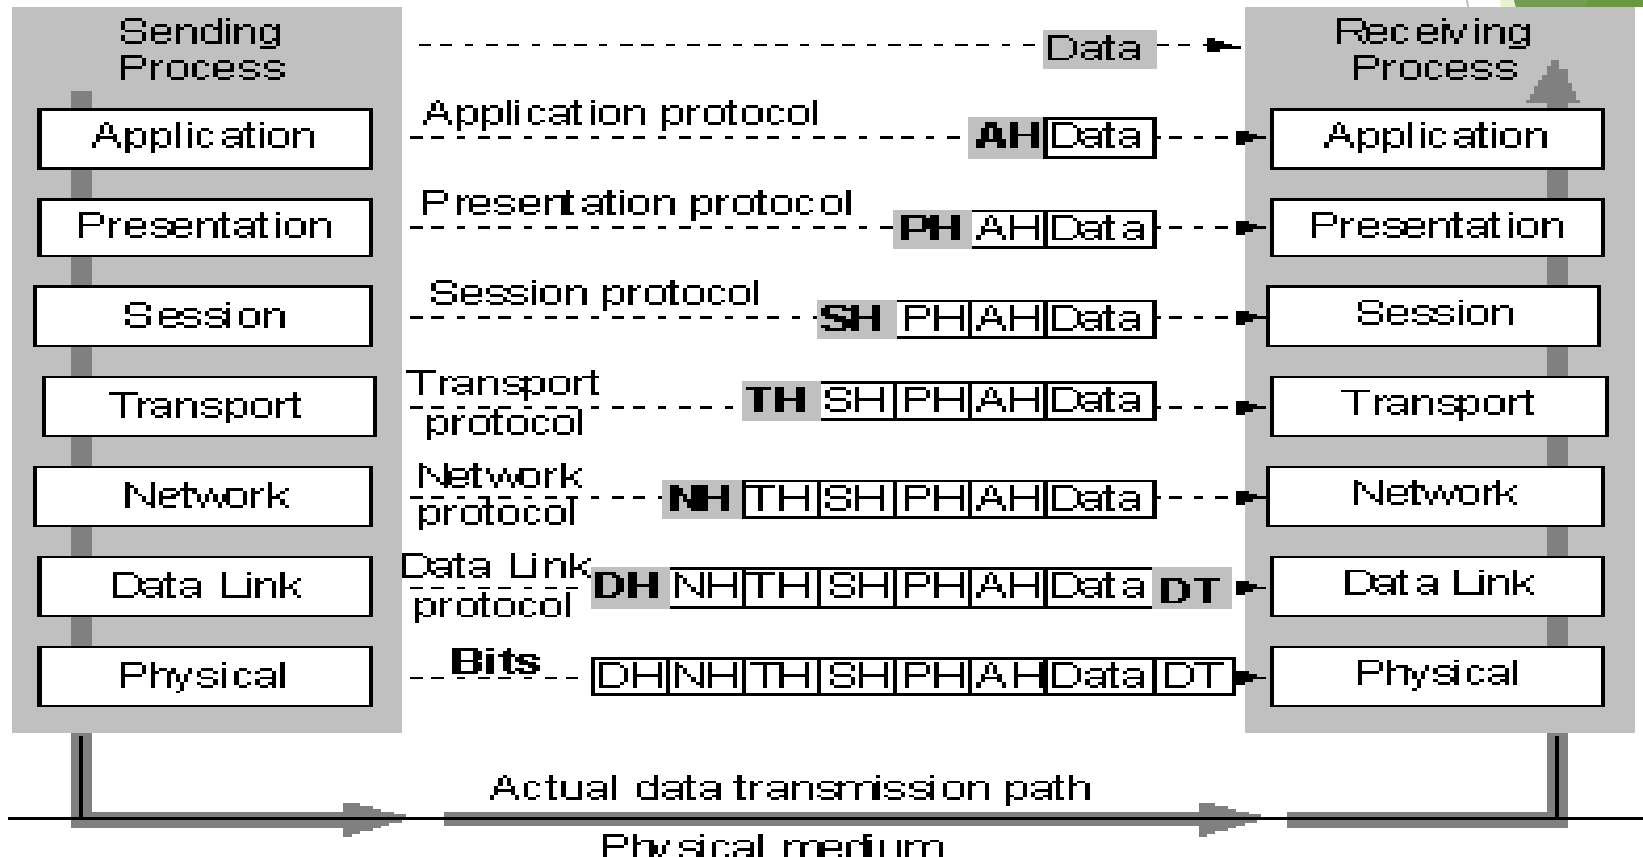 Sending
Process
Data
Receiving
Process
Application
Application protocol
AH Data
Application
Presentation
Presentation protocol
PH AH Data
Presentation
Session
Session protocol
SH PH AH Data
Session
Transport
Transport
protocol
TH SH PH AH Data
Transport
Network
Network
protocol
NH TH SH PH AH Data
Network
Data Link
Data Link
protocol
DH NH TH SH PH AH Data DT
Data Link
Physical
Bits
DH NH TH SH PH AH Data DT
Physical
Actual data transmission path
Physical medium